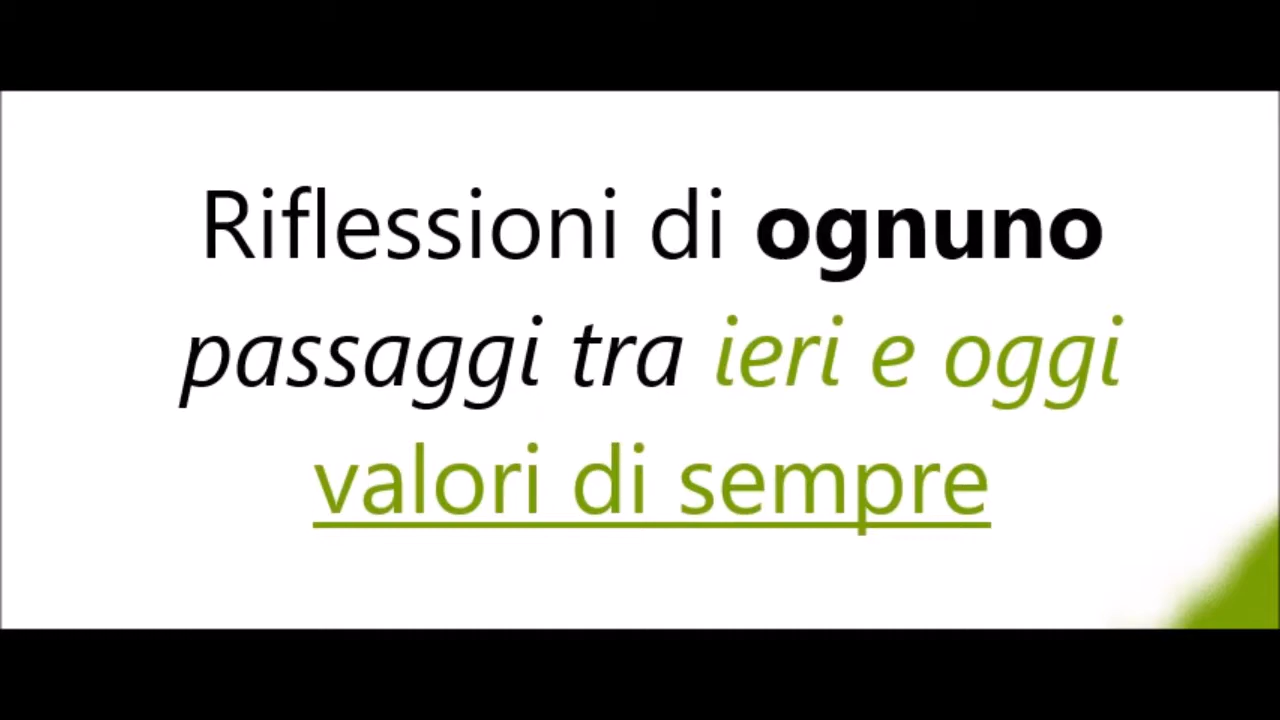 Riflessioni di ognuno
passaggi tra ieri e oggi
valori di sempre